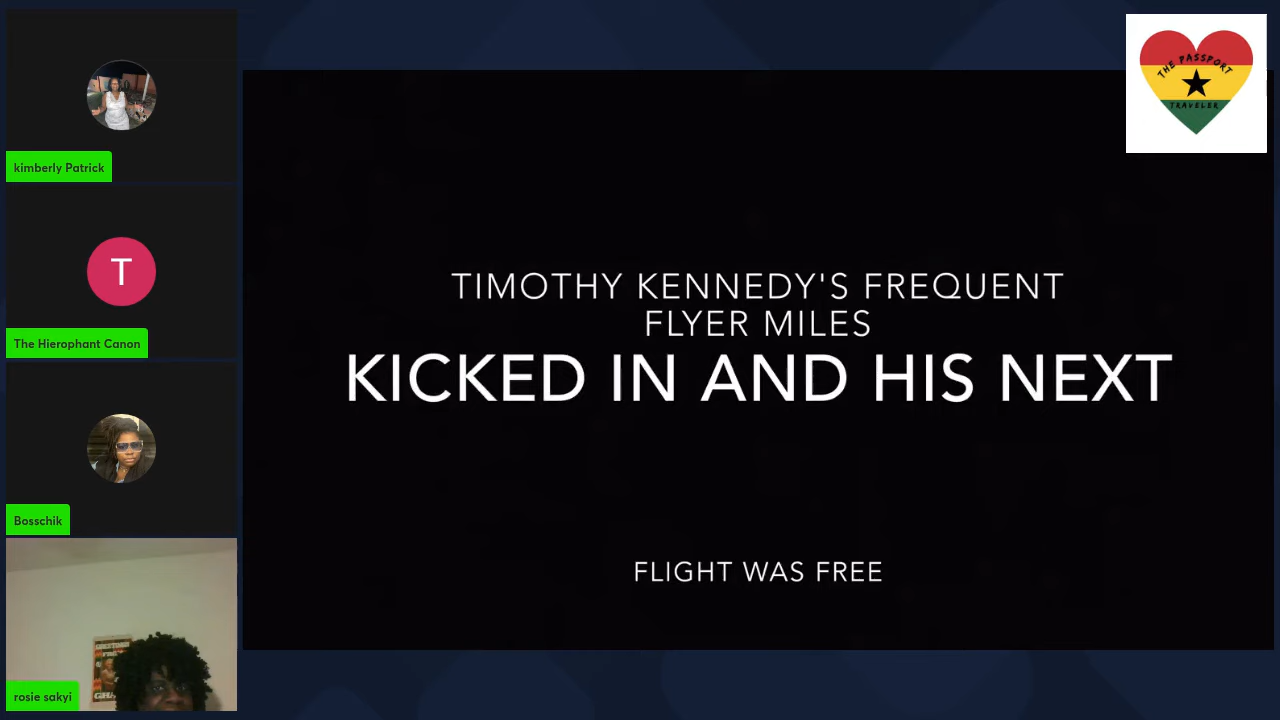 kimberly Patrick
T
The Hierophant Canon
Bosschik
rosie sakyi
TIMOTHY KENNEDY'S FREQUENT
FLYER MILES
KICKED IN AND HIS NEXT
FLIGHT WAS FREE
THE PASSPORT
TRAVELER